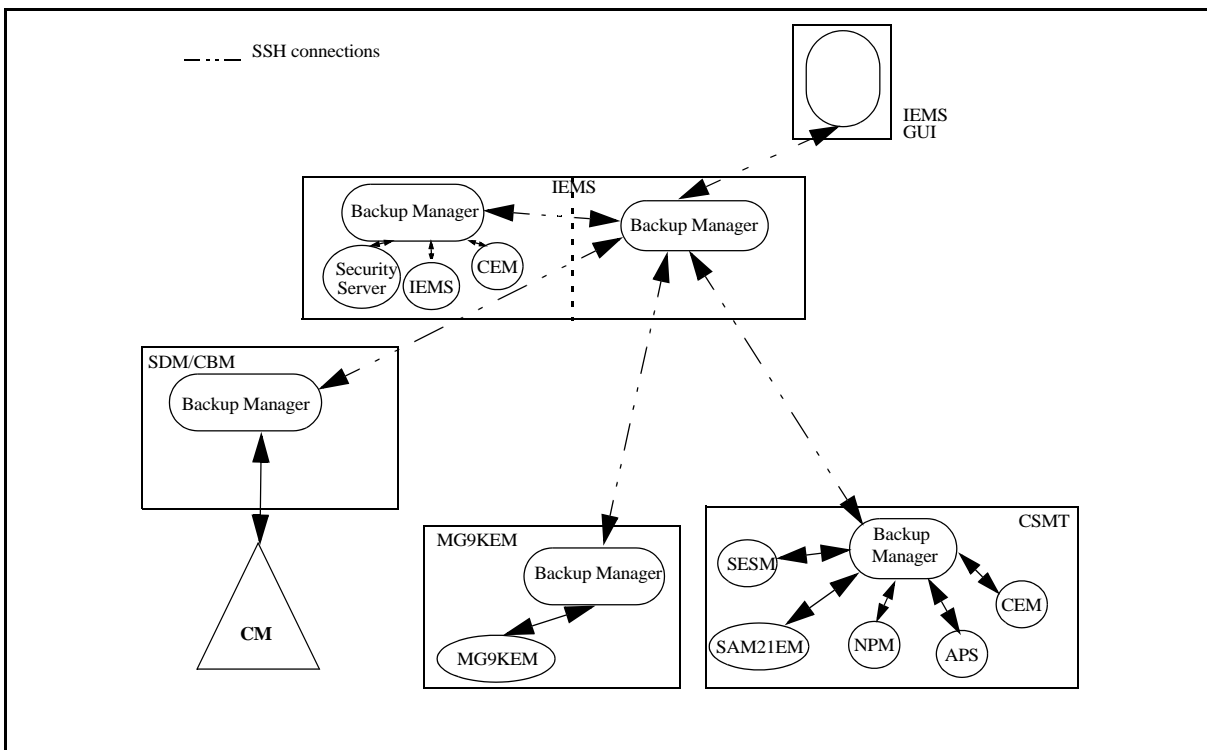 SSH connections
IEMS
GUI
IEMS
Backup Manager
Backup Manager
Security
Server
IEMS
CEM
SDM/CBM
Backup Manager
CM
MG9KEM
Backup Manager
MG9KEM
CSMT
Backup
Manager
SESM
CEM
SAM21EM
NPM
APS